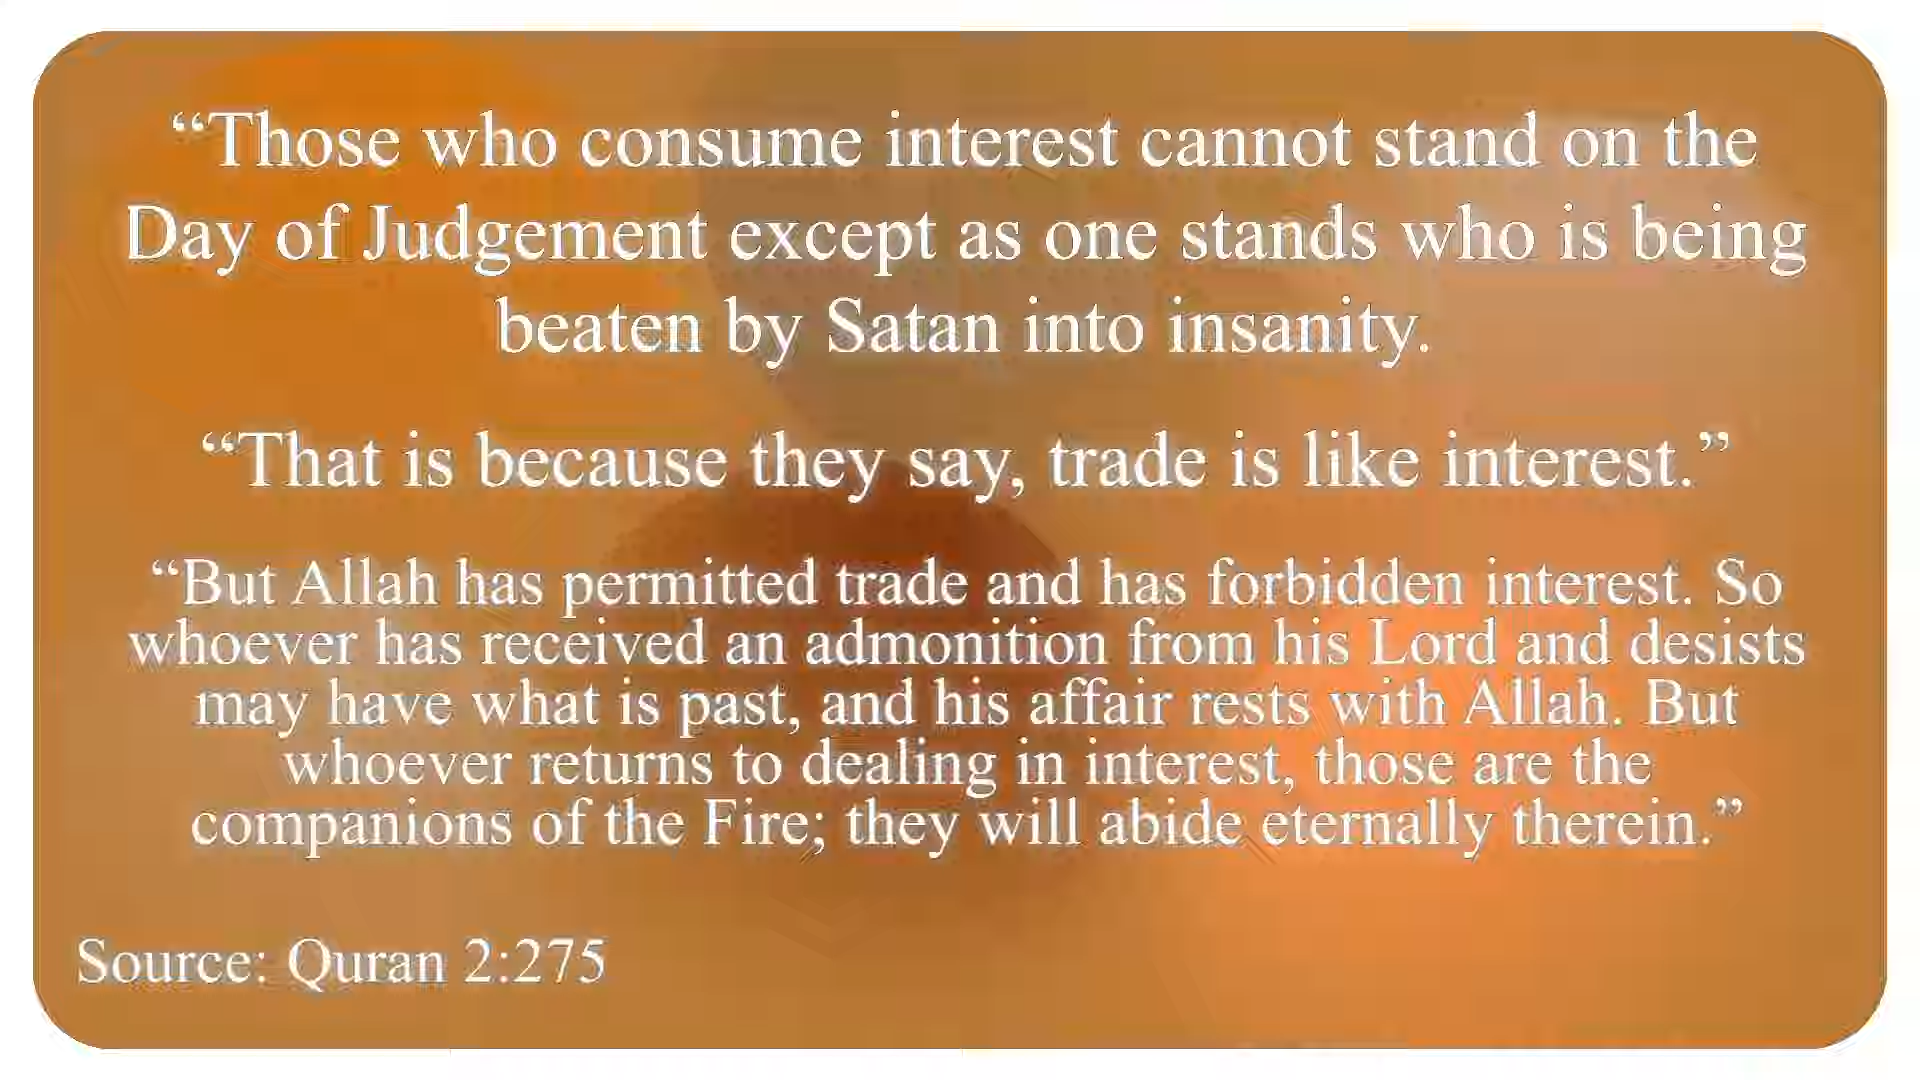 “Those who consume interest cannot stand on the
Day of Judgement except as one stands who is being
beaten by Satan into insanity.
“That is because they say, trade is like interest.”
“But Allah has permitted trade and has forbidden interest. So
whoever has received an admonition from his Lord and desists
may have what is past, and his affair rests with Allah. But
whoever returns to dealing in interest, those are the
companions of the Fire; they will abide eternally therein.”
Source: Quran 2:275